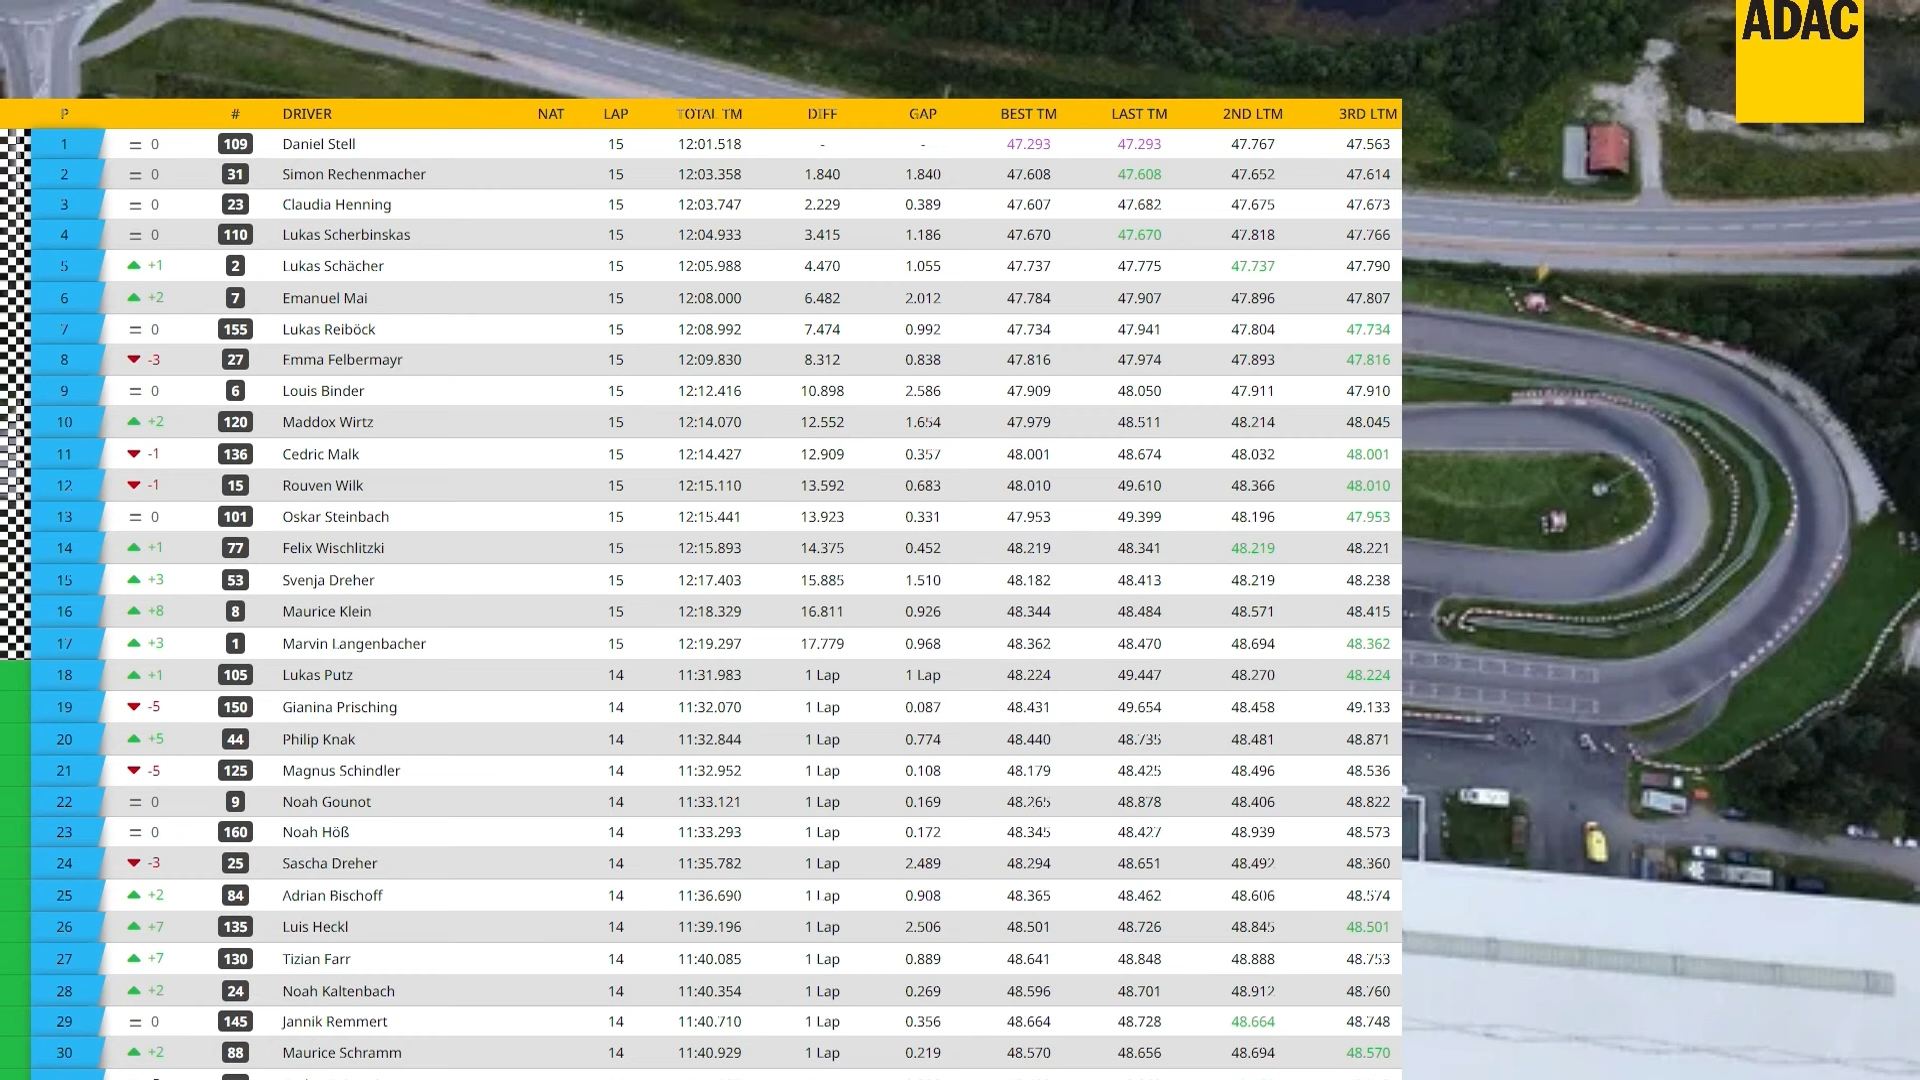 ADAC
P # DRIVER NAT LAP TOTAL TM DIFF GAP BEST TM LAST TM 2ND LTM 3RD LTM
1 = 0 109 Daniel Stell 15 12:01.518 - - 47.293 47.293 47.767 47.563
2 = 0 31 Simon Rechenmacher 15 12:03.358 1.840 1.840 47.608 47.608 47.652 47.614
3 = 0 23 Claudia Henning 15 12:03.747 2.229 0.389 47.607 47.682 47.675 47.673
4 = 0 110 Lukas Scherbinskas 15 12:04.933 3.415 1.186 47.670 47.670 47.818 47.766
5 +1 2 Lukas Schächer 15 12:05.988 4.470 1.055 47.737 47.775 47.737 47.790
6 +2 7 Emanuel Mai 15 12:08.000 6.482 2.012 47.784 47.907 47.896 47.807
7 = 0 155 Lukas Reiböck 15 12:08.992 7.474 0.992 47.734 47.941 47.804 47.734
8 -3 27 Emma Felbermayr 15 12:09.830 8.312 0.838 47.816 47.974 47.893 47.816
9 = 0 6 Louis Binder 15 12:12.416 10.898 2.586 47.909 48.050 47.911 47.910
10 +2 120 Maddox Wirtz 15 12:14.070 12.552 1.654 47.979 48.511 48.214 48.045
11 -1 136 Cedric Malk 15 12:14.427 12.909 0.357 48.001 48.674 48.032 48.001
12 -1 15 Rouven Wilk 15 12:15.110 13.592 0.683 48.010 49.610 48.366 48.010
13 = 0 101 Oskar Steinbach 15 12:15.441 13.923 0.331 47.953 49.399 48.196 47.953
14 +1 77 Felix Wischlitzki 15 12:15.893 14.375 0.452 48.219 48.341 48.219 48.221
15 +3 53 Svenja Dreher 15 12:17.403 15.885 1.510 48.182 48.413 48.219 48.238
16 +8 8 Maurice Klein 15 12:18.329 16.811 0.926 48.344 48.484 48.571 48.415
17 +3 1 Marvin Langenbacher 15 12:19.297 17.779 0.968 48.362 48.470 48.694 48.362
18 +1 105 Lukas Putz 14 11:31.983 1 Lap 1 Lap 48.224 49.447 48.270 48.224
19 -5 150 Gianina Prisching 14 11:32.070 1 Lap 0.087 48.431 49.654 48.458 49.133
20 +5 44 Philip Knak 14 11:32.844 1 Lap 0.774 48.440 48.735 48.481 48.871
21 -5 125 Magnus Schindler 14 11:32.952 1 Lap 0.108 48.179 48.425 48.496 48.536
22 = 0 9 Noah Gounot 14 11:33.121 1 Lap 0.169 48.265 48.878 48.406 48.822
23 = 0 160 Noah Höß 14 11:33.293 1 Lap 0.172 48.345 48.427 48.939 48.573
24 -3 25 Sascha Dreher 14 11:35.782 1 Lap 2.489 48.294 48.651 48.492 48.360
25 +2 84 Adrian Bischoff 14 11:36.690 1 Lap 0.908 48.365 48.462 48.606 48.574
26 +7 135 Luis Heckl 14 11:39.196 1 Lap 2.506 48.501 48.726 48.845 48.501
27 +7 130 Tizian Farr 14 11:40.085 1 Lap 0.889 48.641 48.848 48.888 48.753
28 +2 24 Noah Kaltenbach 14 11:40.354 1 Lap 0.269 48.596 48.701 48.912 48.760
29 = 0 145 Jannik Remmert 14 11:40.710 1 Lap 0.356 48.664 48.728 48.664 48.748
30 +2 88 Maurice Schramm 14 11:40.929 1 Lap 0.219 48.570 48.656 48.694 48.570